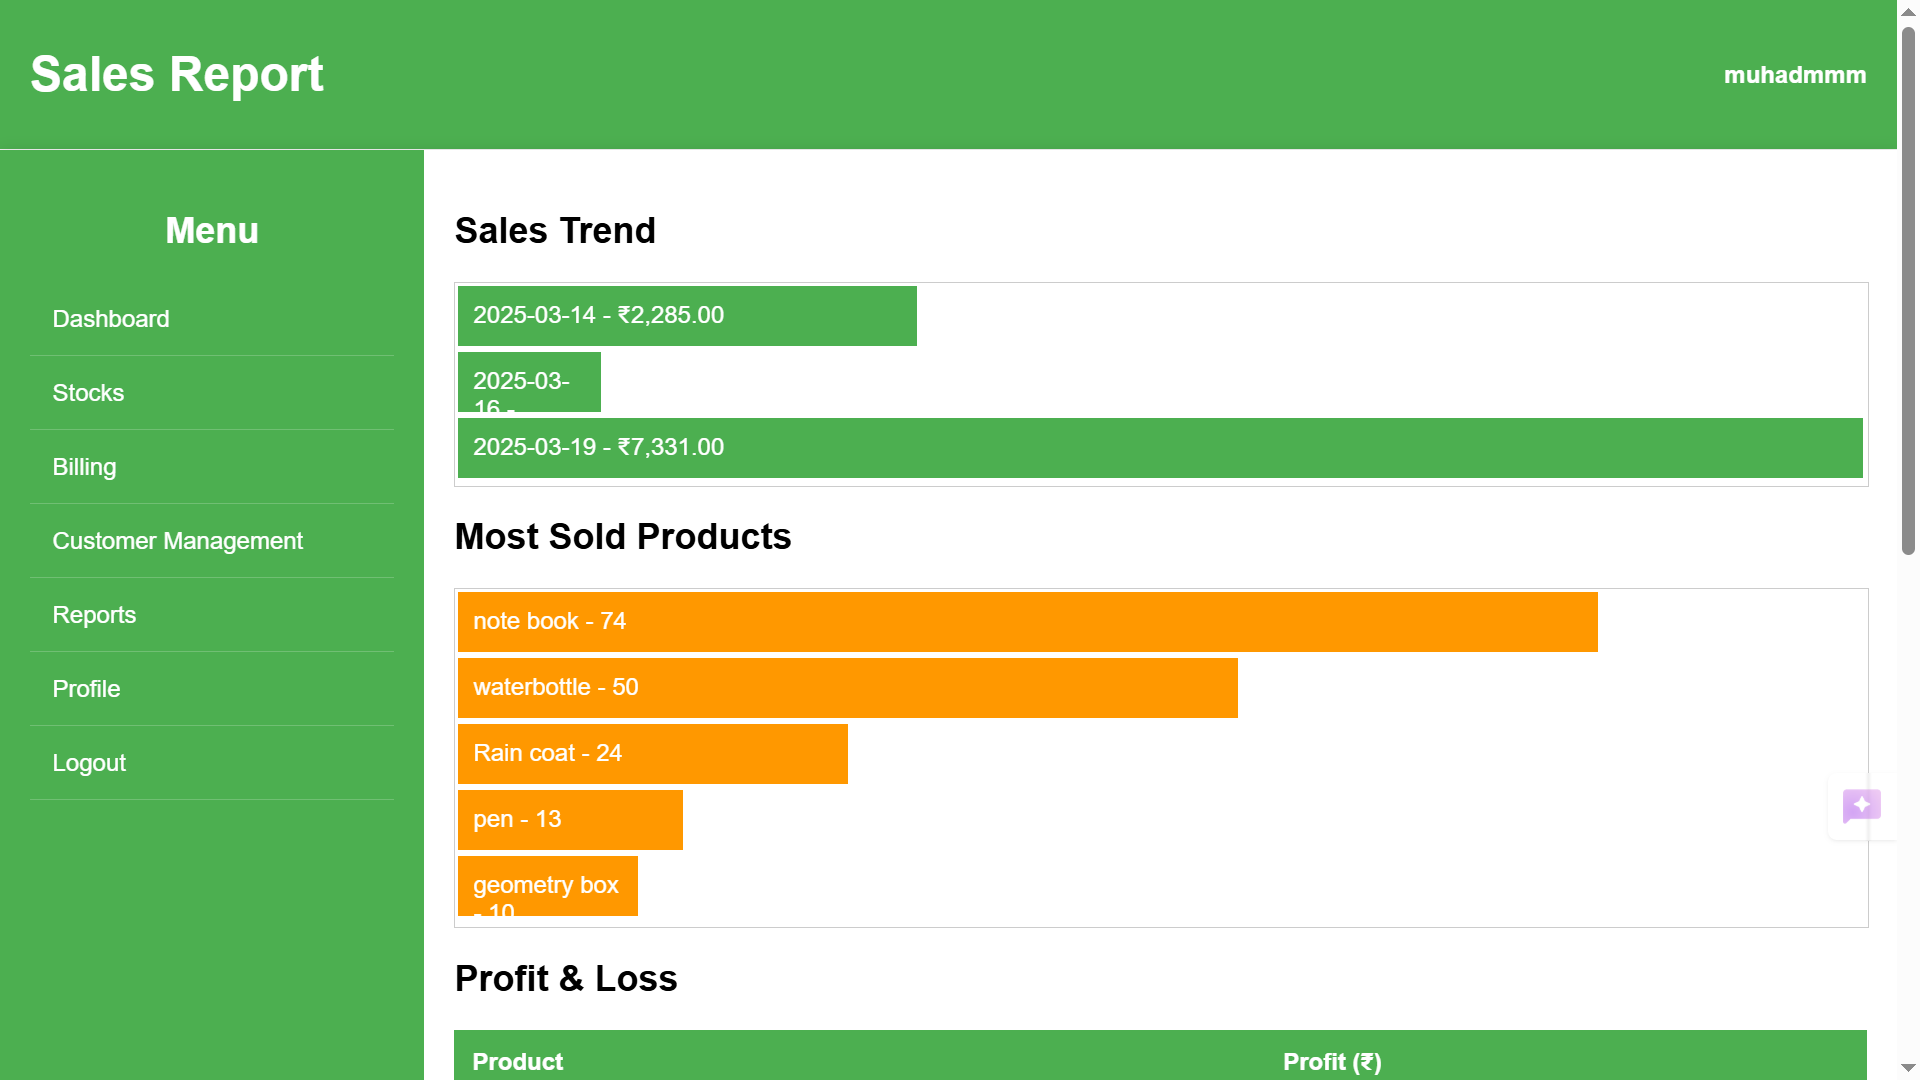 Sales Report
muhadmmm
Menu
Dashboard
Stocks
Billing
Customer Management
Reports
Profile
Logout
Sales Trend
2025-03-14 - ₹2,285.00
2025-03-
16 -
2025-03-19 - ₹7,331.00
Most Sold Products
note book - 74
waterbottle - 50
Rain coat - 24
pen - 13
geometry box
- 10
Profit & Loss
Product
Profit (₹)